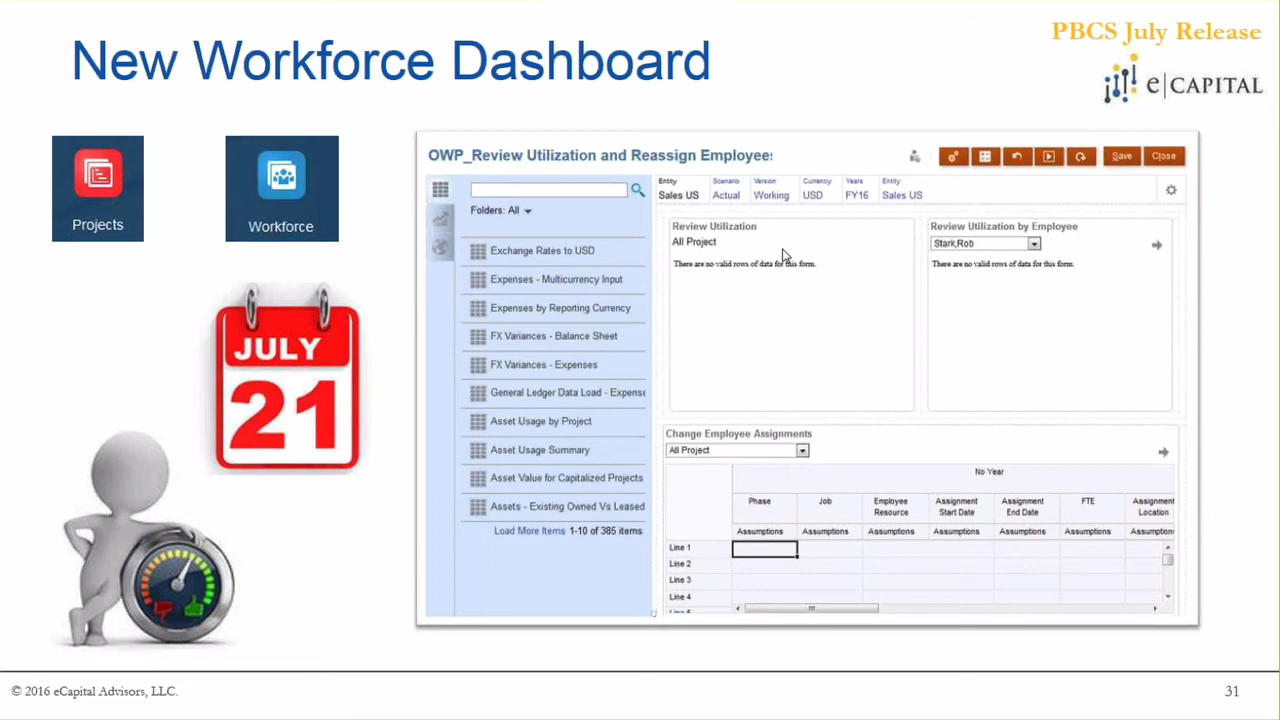 PBCS July Release
New Workforce Dashboard
e|CAPITAL
Projects
Workforce
JULY
21
OWP_Review Utilization and Reassign Employees
Save
Close
Entity
Scenario
Version
Currency
Years
Entity
Sales US
Actual
Working
USD
FY16
Sales US
Folders: All
Exchange Rates to USD
Expenses - Multicurrency Input
Expenses by Reporting Currency
FX Variances - Balance Sheet
FX Variances - Expenses
General Ledger Data Load - Expense
Asset Usage by Project
Asset Usage Summary
Asset Value for Capitalized Projects
Assets - Existing Owned Vs Leased
Load More Items 1-10 of 385 items
Review Utilization
All Project
There are no valid rows of data for this form.
Review Utilization by Employee
Stark,Rob
There are no valid rows of data for this form.
Change Employee Assignments
All Project
No Year
Phase
Job
Employee
Resource
Assignment
Start Date
Assignment
End Date
FTE
Assignment
Location
Assumptions
Assumptions
Assumptions
Assumptions
Assumptions
Assumptions
Assumption
Line 1
Line 2
Line 3
Line 4
© 2016 eCapital Advisors, LLC.
31